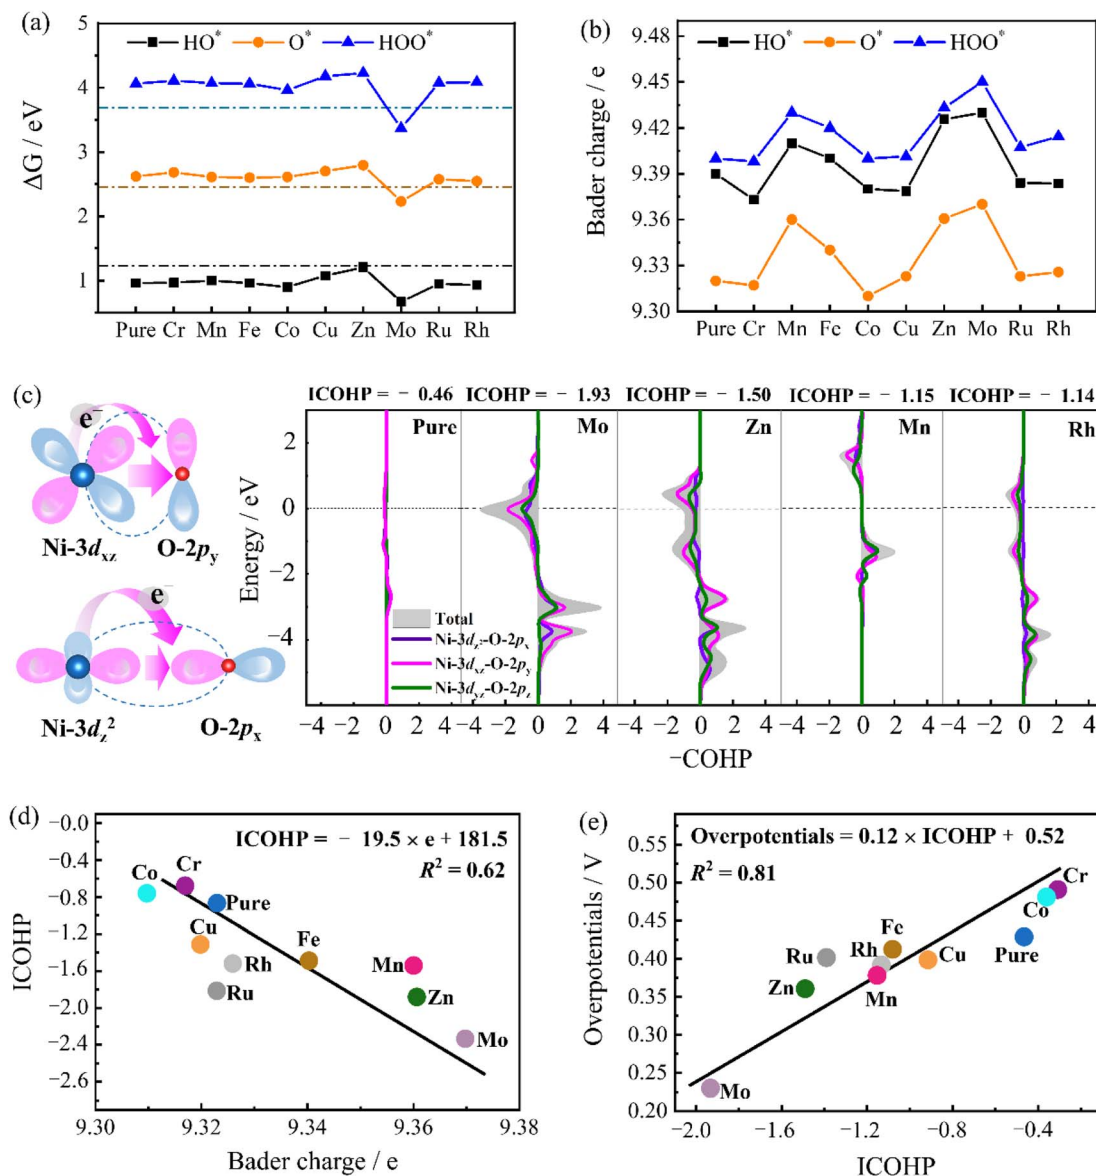 (a)
HO* O* HOO*
ΔG / eV
5
4
3
2
1
Pure Cr Mn Fe Co Cu Zn Mo Ru Rh
(b)
HO* O* HOO*
Bader charge / e
9.48
9.45
9.42
9.39
9.36
9.33
9.30
Pure Cr Mn Fe Co Cu Zn Mo Ru Rh
(c)
e⁻
Ni-3dxz O-2py
e⁻
Ni-3dz² O-2px
ICOHP = − 0.46 ICOHP = − 1.93 ICOHP = − 1.50 ICOHP = − 1.15 ICOHP = − 1.14
Pure Mo Zn Mn Rh
Energy / eV
2
0
−2
−4
Total
Ni-3dz²-O-2px
Ni-3dxz-O-2py
Ni-3dyz-O-2pz
−4 −2 0 2 4 −4 −2 0 2 4 −4 −2 0 2 4 −4 −2 0 2 4 −4 −2 0 2 4
−COHP
(d)
ICOHP = − 19.5 × e + 181.5
R² = 0.62
ICOHP
−0.0
−0.4
−0.8
−1.2
−1.6
−2.0
−2.4
−2.6
Co
Cr
Pure
Cu
Rh
Ru
Fe
Mn
Zn
Mo
9.30 9.32 9.34 9.36 9.38
Bader charge / e
(e)
Overpotentials = 0.12 × ICOHP + 0.52
R² = 0.81
Overpotentials / V
0.55
0.50
0.45
0.40
0.35
0.30
0.25
0.20
Cr
Co
Pure
Fe
Rh
Ru
Cu
Zn
Mn
Mo
−2.0 −1.6 −1.2 −0.8 −0.4
ICOHP